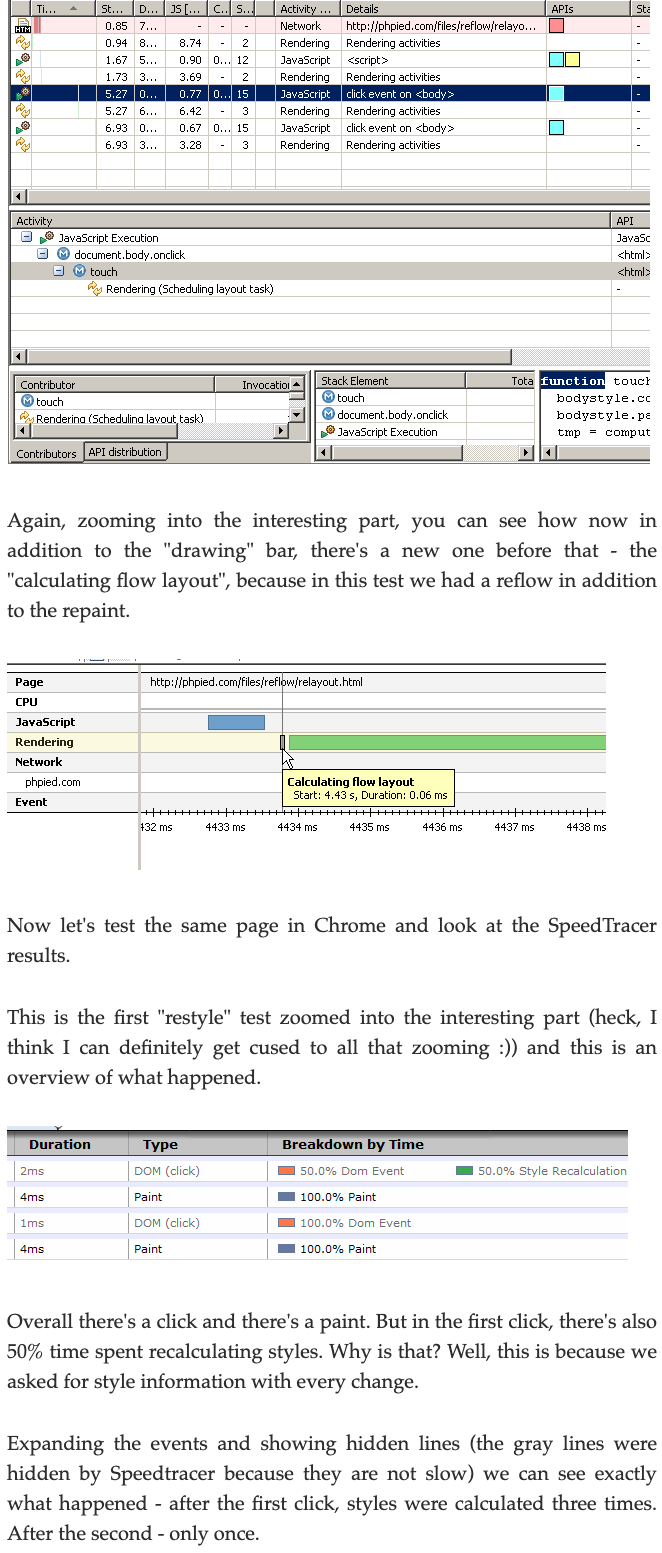 Ti... St... D... JS [... C... S... Activity ... Details APIs Sta
0.85 7... - - - Network http://phpied.com/files/reflow/relayo... -
0.94 8... 8.74 - 2 Rendering Rendering activities -
1.67 5... 0.90 0... 12 JavaScript <script> -
1.73 3... 3.69 - 2 Rendering Rendering activities -
5.27 0... 0.77 0... 15 JavaScript click event on <body> -
5.27 6... 6.42 - 3 Rendering Rendering activities -
6.93 0... 0.67 0... 15 JavaScript click event on <body> -
6.93 3... 3.28 - 3 Rendering Rendering activities -
Activity API
JavaScript Execution JavaSc
document.body.onclick <html>
touch <html>
Rendering (Scheduling layout task) -
Contributor Invocation
touch
Rendering (Scheduling layout task)
Contributors API distribution
Stack Element Tota
touch
document.body.onclick
JavaScript Execution
function touch
bodystyle.co
bodystyle.pa
tmp = comput
Again, zooming into the interesting part, you can see how now in
addition to the "drawing" bar, there's a new one before that - the
"calculating flow layout", because in this test we had a reflow in addition
to the repaint.
Page http://phpied.com/files/reflow/relayout.html
CPU
JavaScript
Rendering
Network
phpied.com
Event
Calculating flow layout
Start: 4.43 s, Duration: 0.06 ms
432 ms 4433 ms 4434 ms 4435 ms 4436 ms 4437 ms 4438 ms
Now let's test the same page in Chrome and look at the SpeedTracer
results.
This is the first "restyle" test zoomed into the interesting part (heck, I
think I can definitely get cused to all that zooming :)) and this is an
overview of what happened.
Duration Type Breakdown by Time
2ms DOM (click) 50.0% Dom Event 50.0% Style Recalculation
4ms Paint 100.0% Paint
1ms DOM (click) 100.0% Dom Event
4ms Paint 100.0% Paint
Overall there's a click and there's a paint. But in the first click, there's also
50% time spent recalculating styles. Why is that? Well, this is because we
asked for style information with every change.
Expanding the events and showing hidden lines (the gray lines were
hidden by Speedtracer because they are not slow) we can see exactly
what happened - after the first click, styles were calculated three times.
After the second - only once.